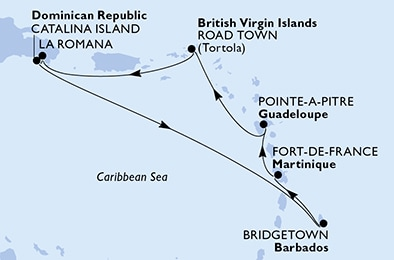 Dominican Republic
CATALINA ISLAND
LA ROMANA
British Virgin Islands
ROAD TOWN
(Tortola)
POINTE-A-PITRE
Guadeloupe
FORT-DE-FRANCE
Martinique
Caribbean Sea
BRIDGETOWN
Barbados